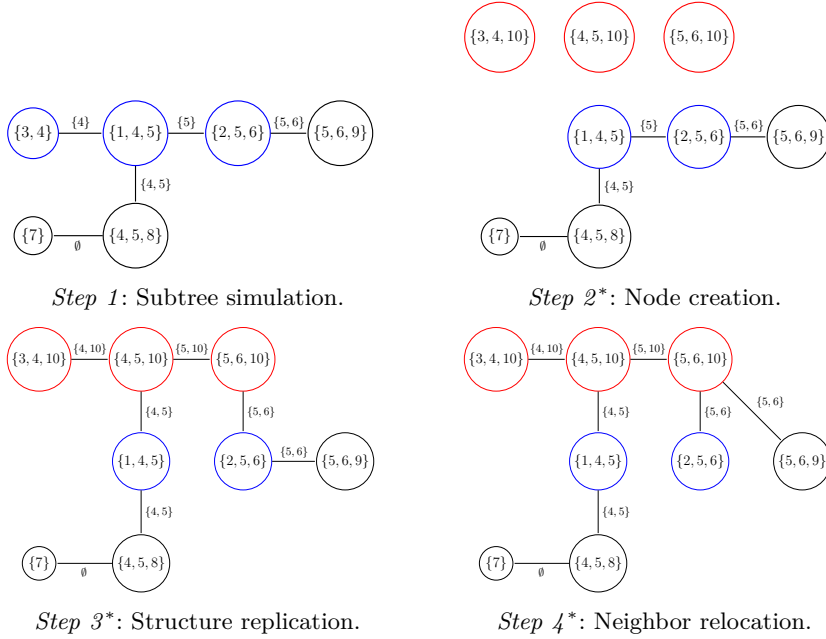 {3, 4} {4} {1, 4, 5} {5} {2, 5, 6} {5, 6} {5, 6, 9}
{4, 5}
{7} ∅ {4, 5, 8}
Step 1: Subtree simulation.
{3, 4, 10} {4, 5, 10} {5, 6, 10}
{1, 4, 5} {5} {2, 5, 6} {5, 6} {5, 6, 9}
{4, 5}
{7} ∅ {4, 5, 8}
Step 2*: Node creation.
{3, 4, 10} {4, 10} {4, 5, 10} {5, 10} {5, 6, 10}
{4, 5} {5, 6}
{1, 4, 5} {2, 5, 6} {5, 6} {5, 6, 9}
{4, 5}
{7} ∅ {4, 5, 8}
Step 3*: Structure replication.
{3, 4, 10} {4, 10} {4, 5, 10} {5, 10} {5, 6, 10}
{4, 5} {5, 6} {5, 6}
{1, 4, 5} {2, 5, 6} {5, 6, 9}
{4, 5}
{7} ∅ {4, 5, 8}
Step 4*: Neighbor relocation.